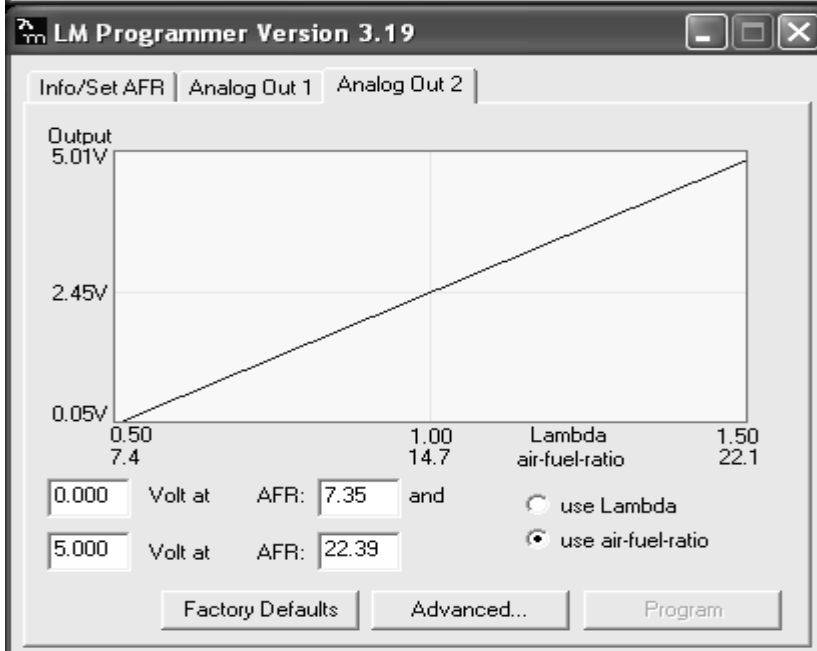 LM Programmer Version 3.19
Info/Set AFR Analog Out 1 Analog Out 2
Output
5.01V
2.45V
0.05V
0.50 1.00 Lambda 1.50
7.4 14.7 air-fuel-ratio 22.1
0.000 Volt at AFR: 7.35 and
use Lambda
5.000 Volt at AFR: 22.39
use air-fuel-ratio
Factory Defaults Advanced... Program